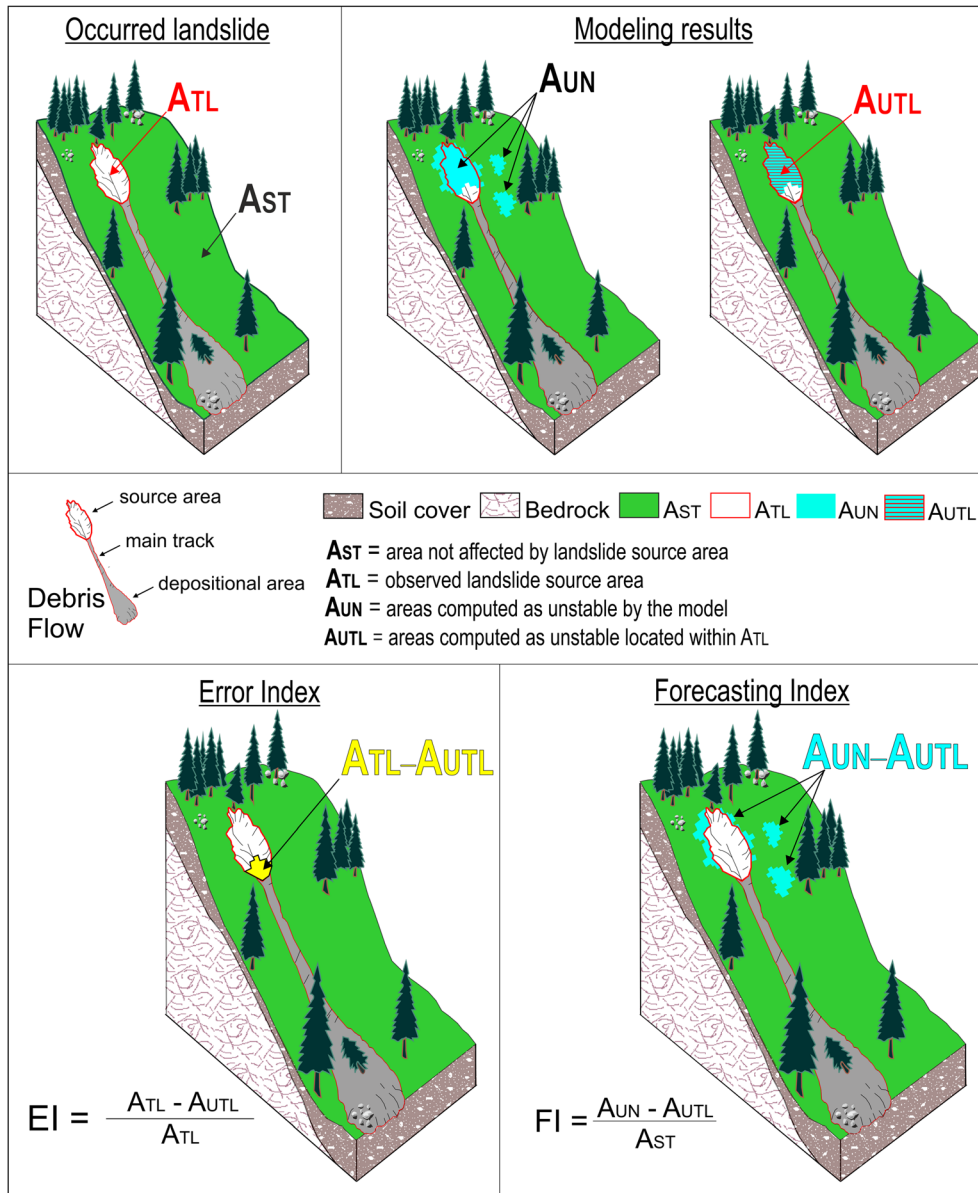 Occurred landslide
ATL
AST
Modeling results
AUN
AUTL
source area
main track
depositional area
Debris
Flow
Soil cover Bedrock AST ATL AUN AUTL
AST = area not affected by landslide source area
ATL = observed landslide source area
AUN = areas computed as unstable by the model
AUTL = areas computed as unstable located within ATL
Error Index
ATL–AUTL
EI = ATL - AUTL
ATL
Forecasting Index
AUN–AUTL
FI = AUN - AUTL
AST